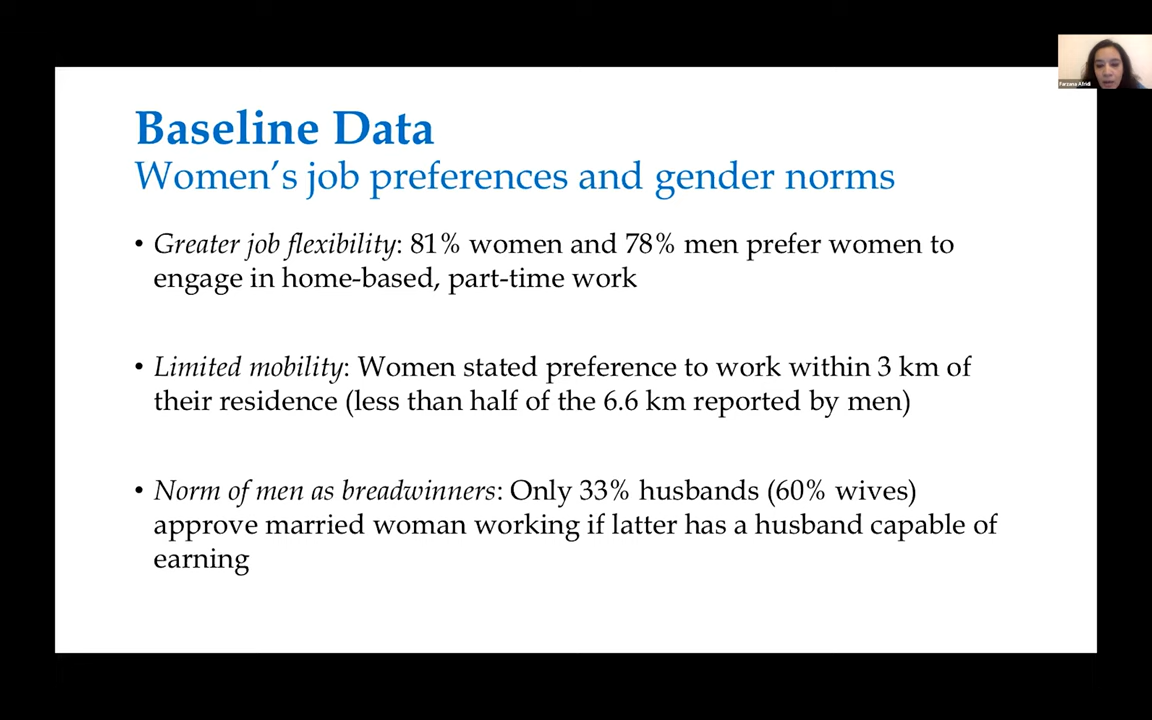 Farzana Afridi
Baseline Data
Women's job preferences and gender norms
• Greater job flexibility: 81% women and 78% men prefer women to
engage in home-based, part-time work
• Limited mobility: Women stated preference to work within 3 km of
their residence (less than half of the 6.6 km reported by men)
• Norm of men as breadwinners: Only 33% husbands (60% wives)
approve married woman working if latter has a husband capable of
earning